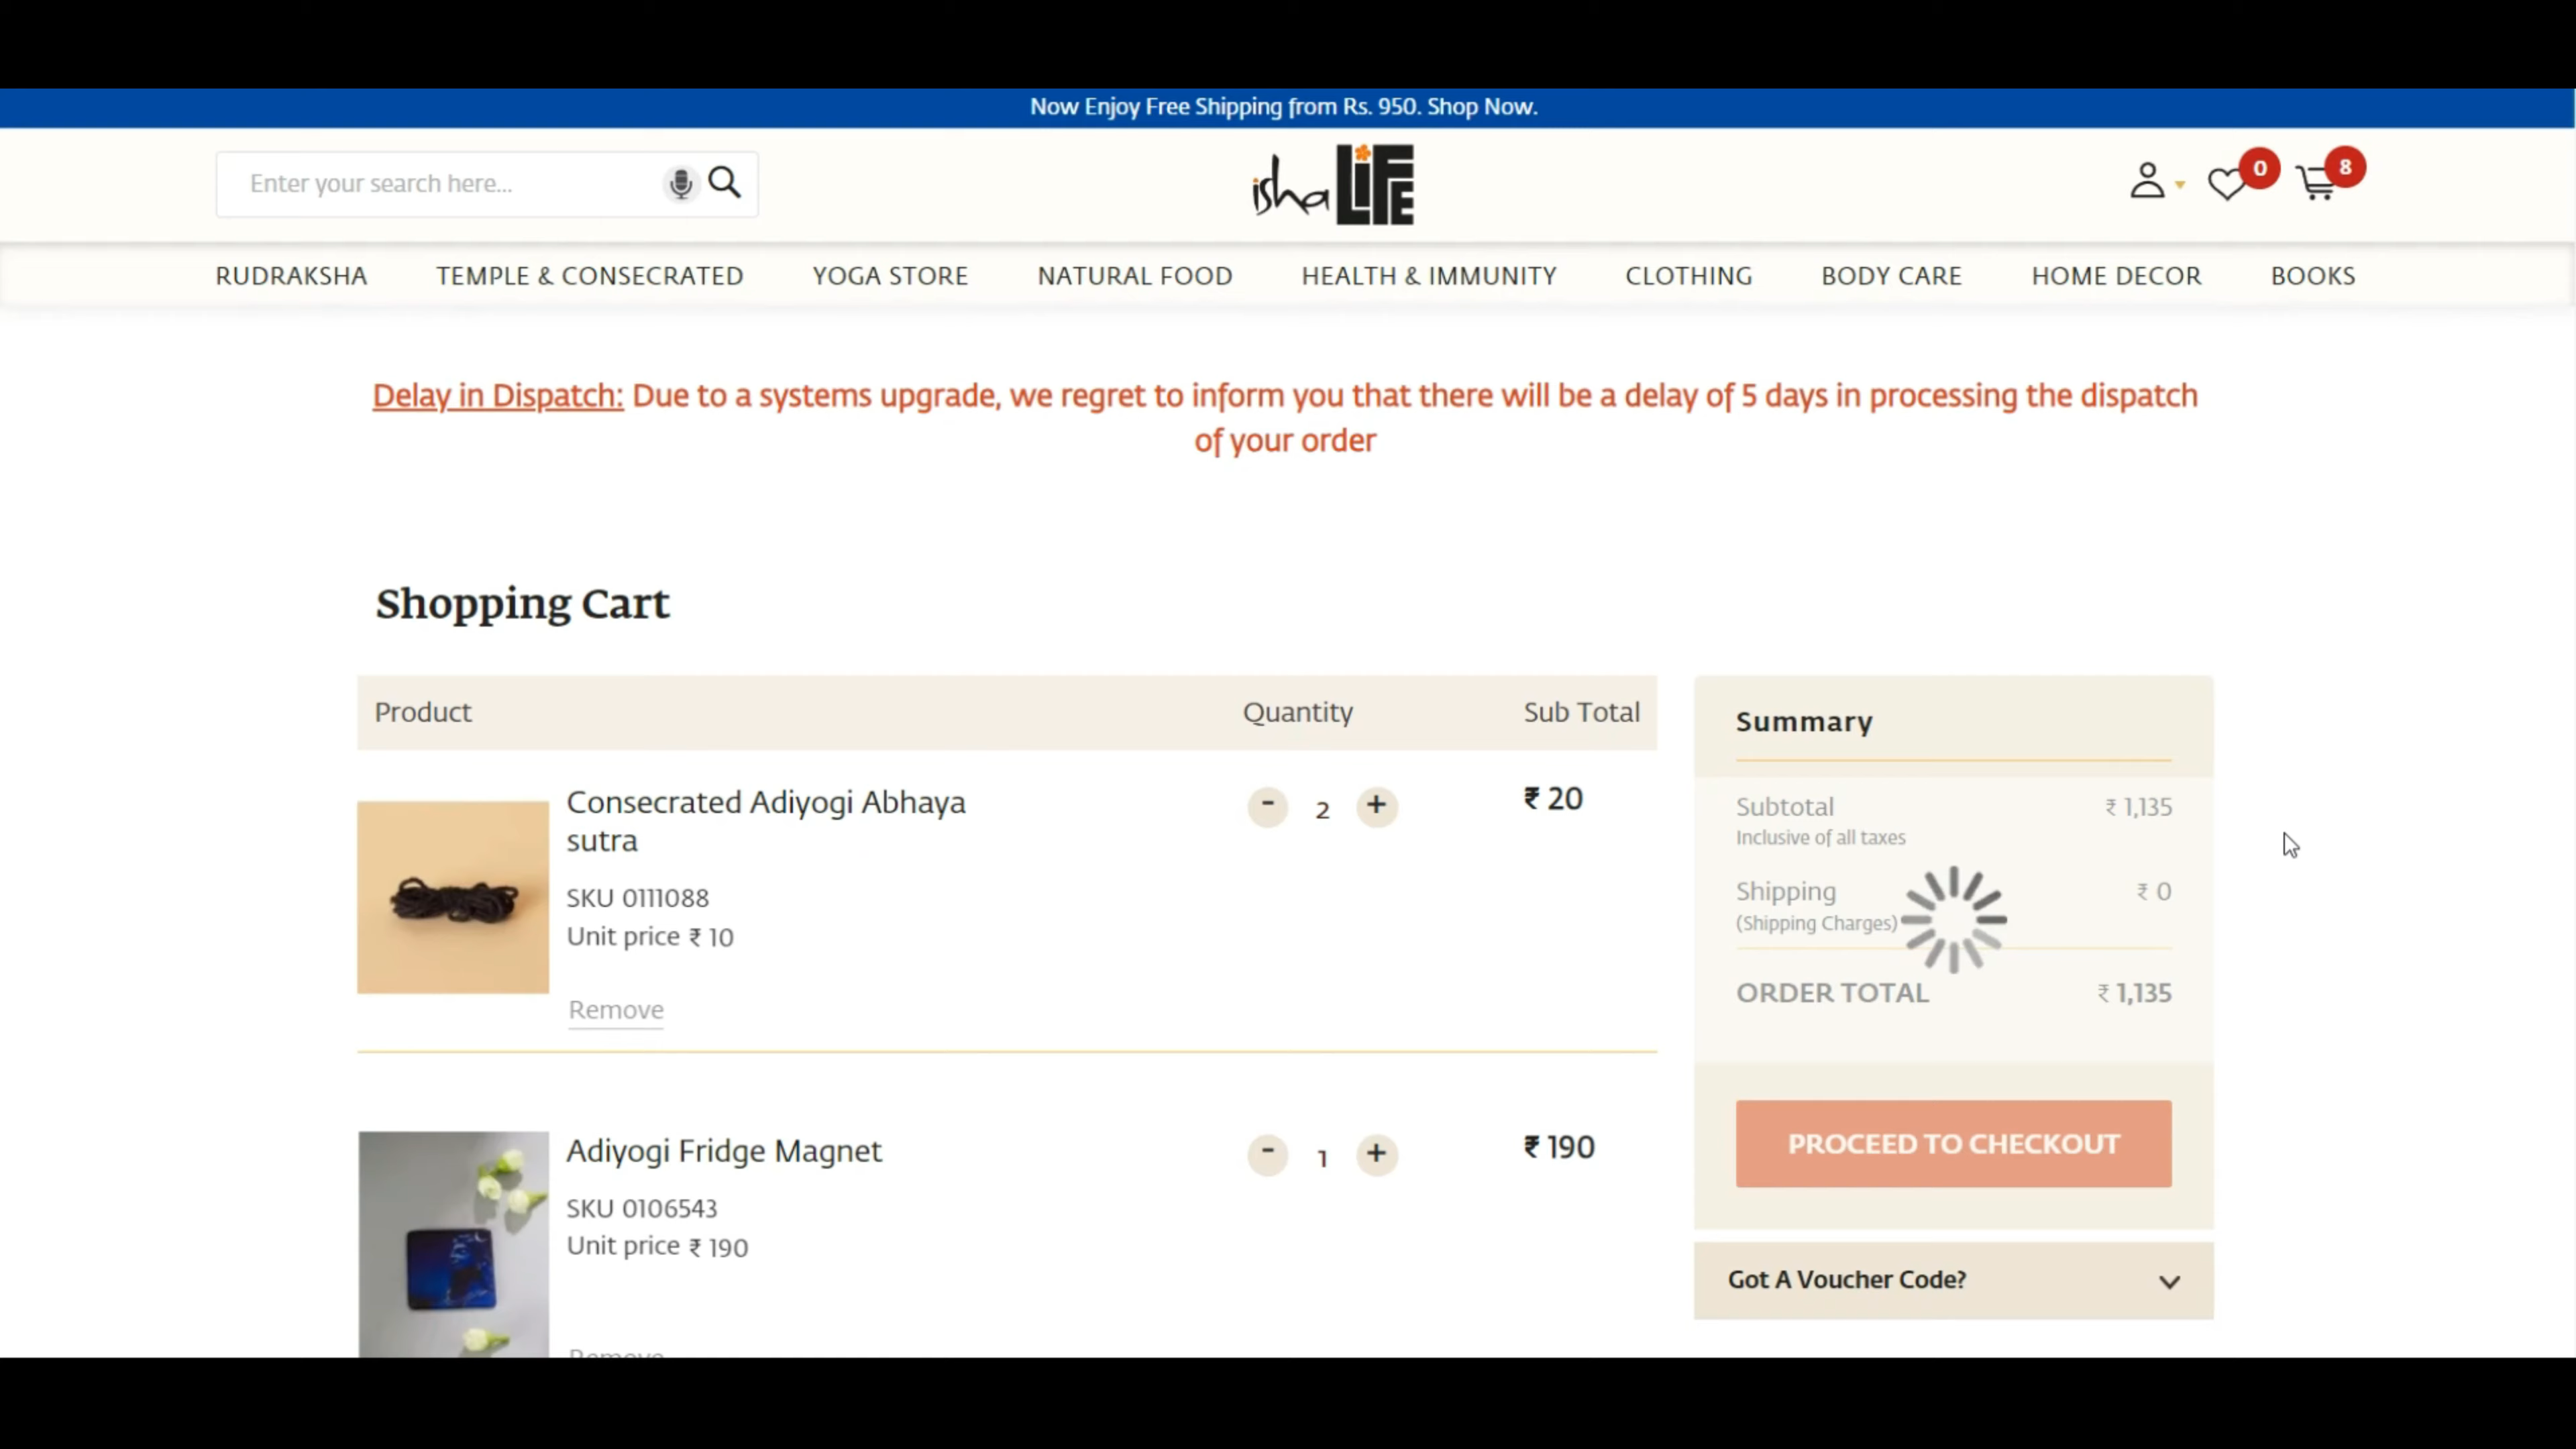 Now Enjoy Free Shipping from Rs. 950. Shop Now.
Enter your search here...
isha LIFE
0
8
RUDRAKSHA
TEMPLE & CONSECRATED
YOGA STORE
NATURAL FOOD
HEALTH & IMMUNITY
CLOTHING
BODY CARE
HOME DECOR
BOOKS
Delay in Dispatch: Due to a systems upgrade, we regret to inform you that there will be a delay of 5 days in processing the dispatch
of your order
Shopping Cart
Product
Quantity
Sub Total
Consecrated Adiyogi Abhaya
sutra
SKU 0111088
Unit price ₹ 10
Remove
- 2 +
₹ 20
Adiyogi Fridge Magnet
SKU 0106543
Unit price ₹ 190
Remove
- 1 +
₹ 190
Summary
Subtotal
₹ 1,135
Inclusive of all taxes
Shipping
₹ 0
(Shipping Charges)
ORDER TOTAL
₹ 1,135
PROCEED TO CHECKOUT
Got A Voucher Code?